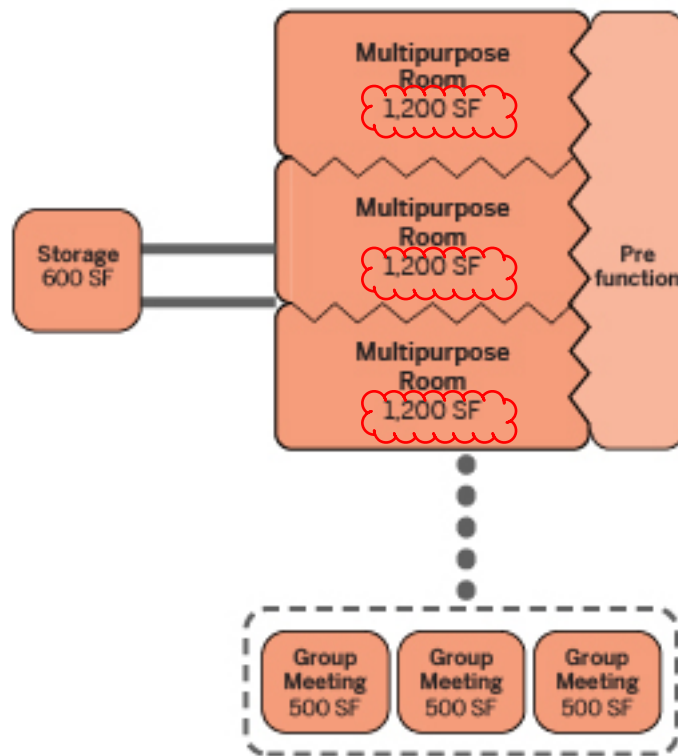 Multipurpose
Room
1,200 SF
Multipurpose
Room
1,200 SF
Storage
600 SF
Pre
function
Multipurpose
Room
1,200 SF
Group
Meeting
500 SF
Group
Meeting
500 SF
Group
Meeting
500 SF